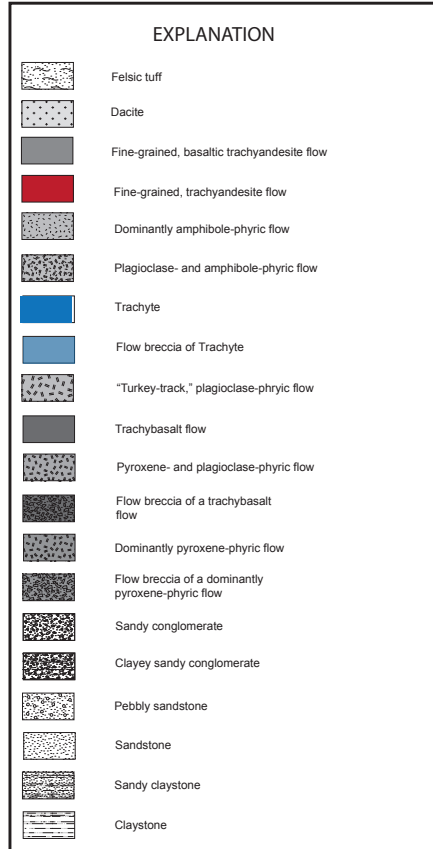 EXPLANATION
Felsic tuff
Dacite
Fine-grained, basaltic trachyandesite flow
Fine-grained, trachyandesite flow
Dominantly amphibole-phyric flow
Plagioclase- and amphibole-phyric flow
Trachyte
Flow breccia of Trachyte
“Turkey-track,” plagioclase-phryic flow
Trachybasalt flow
Pyroxene- and plagioclase-phyric flow
Flow breccia of a trachybasalt
flow
Dominantly pyroxene-phyric flow
Flow breccia of a dominantly
pyroxene-phyric flow
Sandy conglomerate
Clayey sandy conglomerate
Pebbly sandstone
Sandstone
Sandy claystone
Claystone